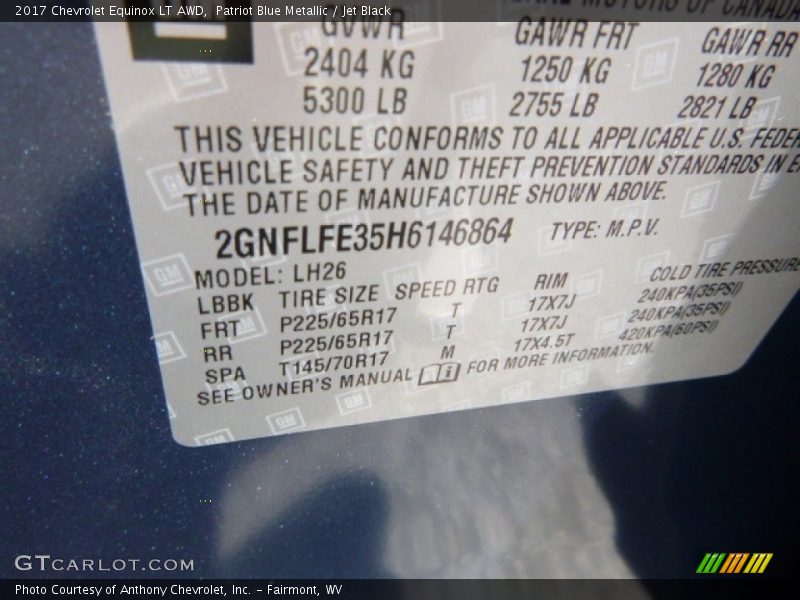 2017 Chevrolet Equinox LT AWD, Patriot Blue Metallic / Jet Black
MOTORS OF CANADA
GVWR GAWR FRT GAWR RR
2404 KG 1250 KG 1280 KG
5300 LB 2755 LB 2821 LB
THIS VEHICLE CONFORMS TO ALL APPLICABLE U.S. FEDER
VEHICLE SAFETY AND THEFT PREVENTION STANDARDS IN E
THE DATE OF MANUFACTURE SHOWN ABOVE.
2GNFLFE35H6146864 TYPE: M.P.V.
MODEL: LH26
LBBK TIRE SIZE SPEED RTG RIM COLD TIRE PRESSURE
FRT P225/65R17 T 17X7J 240KPA(35PSI)
RR P225/65R17 T 17X7J 240KPA(35PSI)
SPA T145/70R17 M 17X4.5T 420KPA(60PSI)
SEE OWNER'S MANUAL FOR MORE INFORMATION.
GTCARLOT.COM
Photo Courtesy of Anthony Chevrolet, Inc. – Fairmont, WV